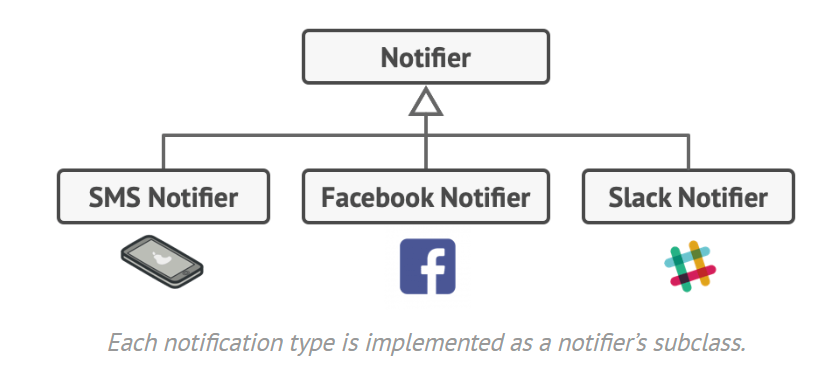 Notifier
SMS Notifier
Facebook Notifier
Slack Notifier
Each notification type is implemented as a notifier’s subclass.